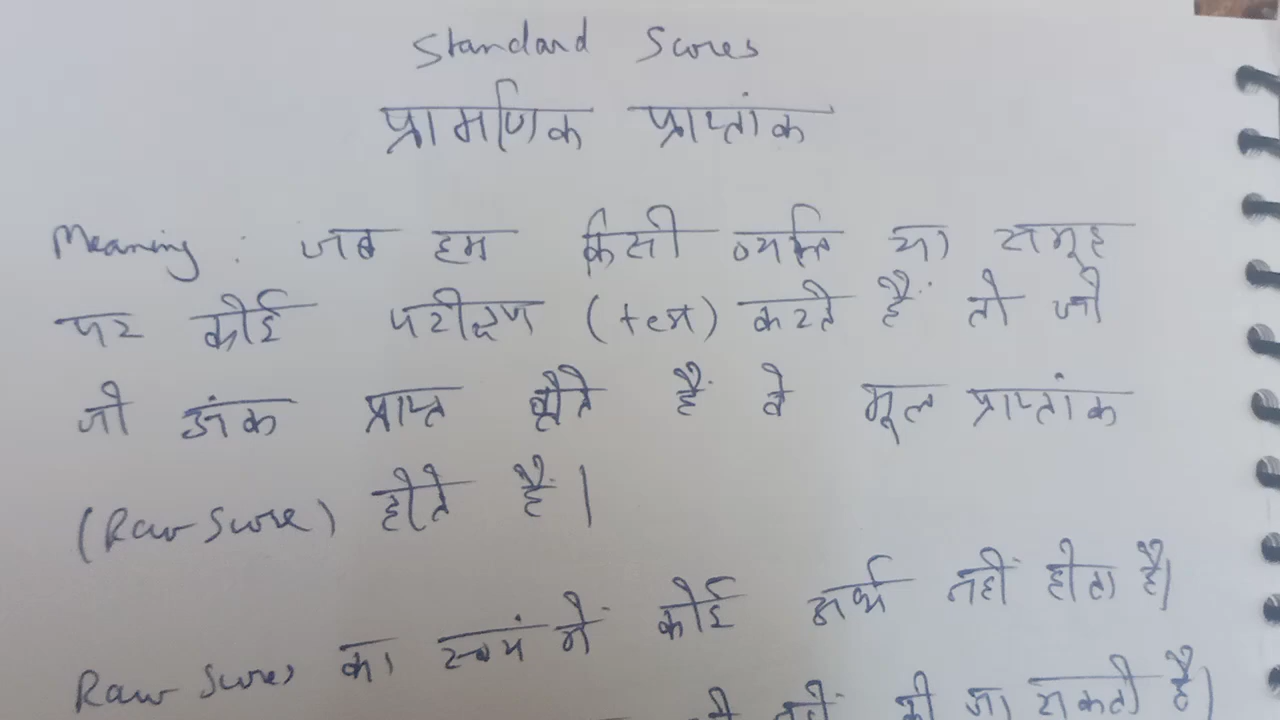 Standard Scores
प्रामणिक प्राप्तांक
Meaning : जब हम किसी व्यक्ति या समूह
पर कोई परीक्षण (test) करते हैं तो जो
जो अंक प्राप्त होते हैं वे मूल प्राप्तांक
(Raw Score) होते हैं।
Raw Scores का स्वयं में कोई अर्थ नहीं होता है।
नहीं की जा सकती है।